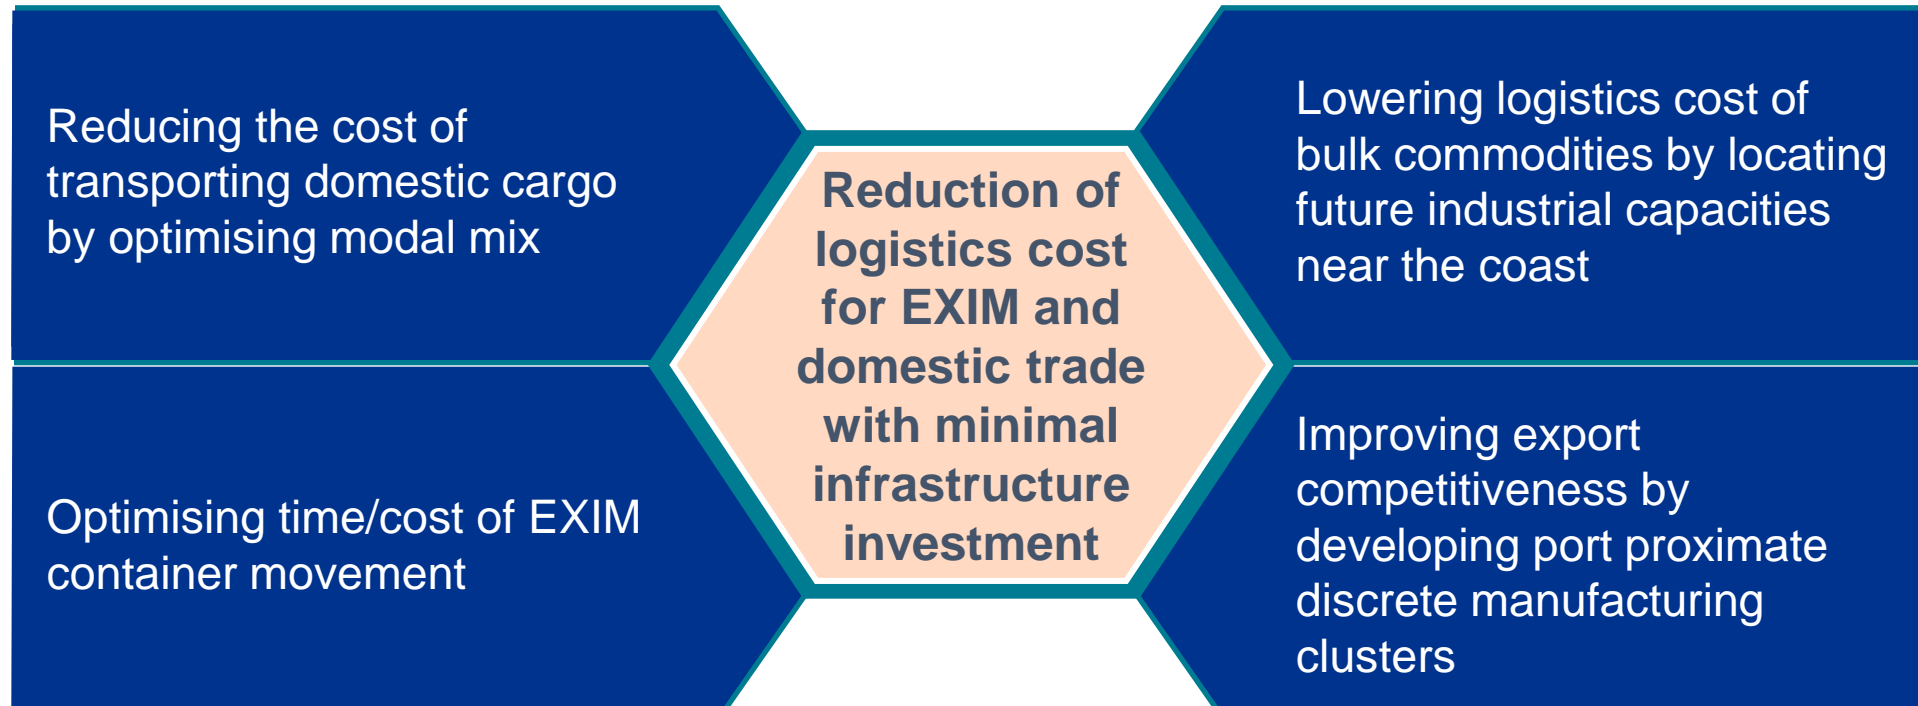 Reducing the cost of
transporting domestic cargo
by optimising modal mix
Optimising time/cost of EXIM
container movement
Reduction of
logistics cost
for EXIM and
domestic trade
with minimal
infrastructure
investment
Lowering logistics cost of
bulk commodities by locating
future industrial capacities
near the coast
Improving export
competitiveness by
developing port proximate
discrete manufacturing
clusters